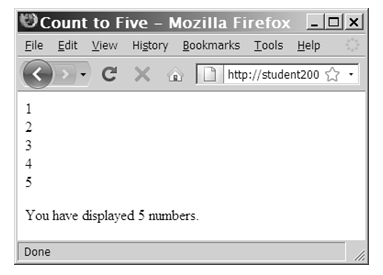 Count to Five - Mozilla Firefox
File Edit View History Bookmarks Tools Help
http://student200
1
2
3
4
5
You have displayed 5 numbers.
Done